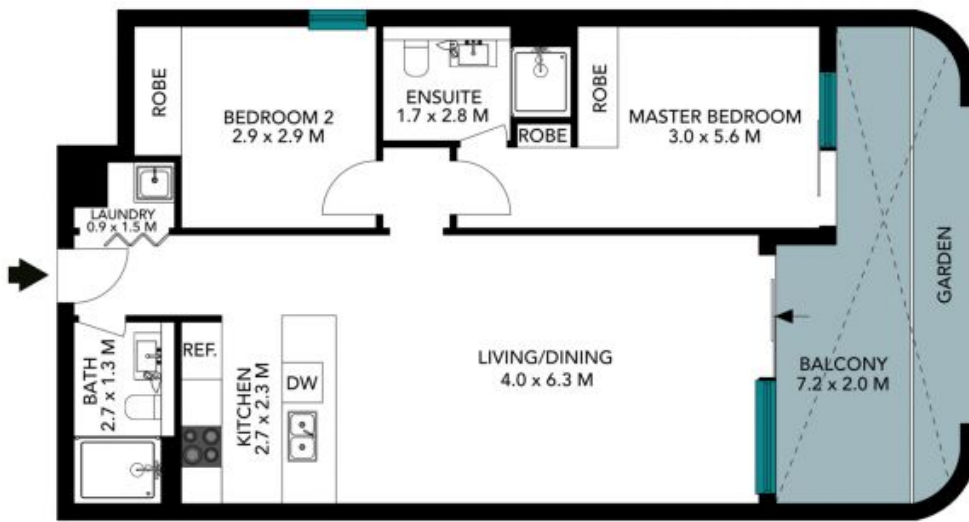 ROBE
BEDROOM 2
2.9 x 2.9 M
ENSUITE
1.7 x 2.8 M
ROBE
ROBE
MASTER BEDROOM
3.0 x 5.6 M
LAUNDRY
0.9 x 1.5 M
BATH
2.7 x 1.3 M
REF.
KITCHEN
2.7 x 2.3 M
DW
LIVING/DINING
4.0 x 6.3 M
BALCONY
7.2 x 2.0 M
GARDEN